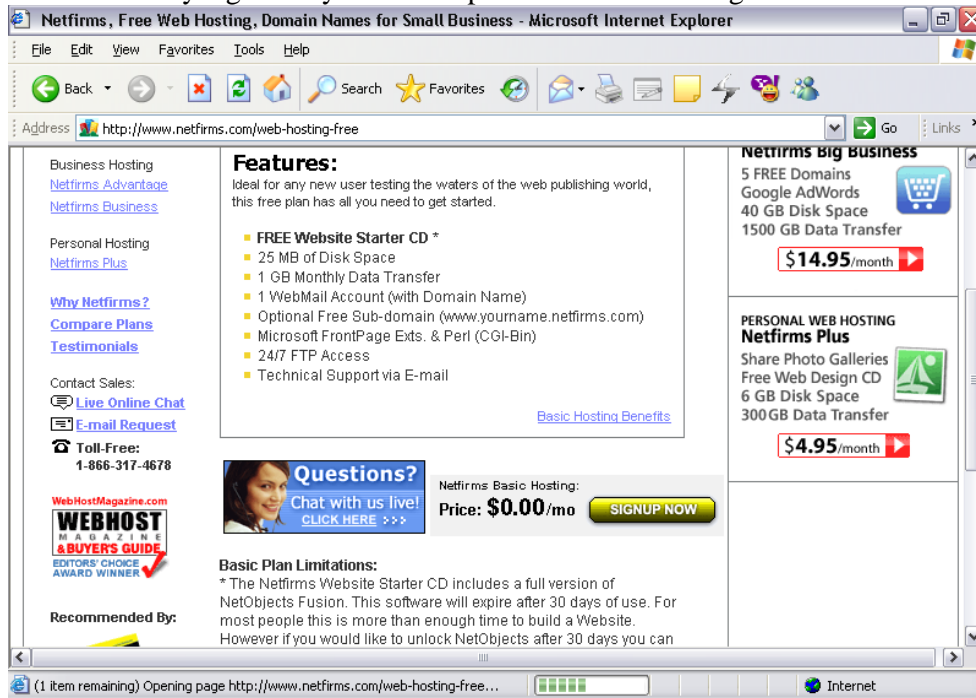 Netfirms, Free Web Hosting, Domain Names for Small Business - Microsoft Internet Explorer
File Edit View Favorites Tools Help
Back Search Favorites
Address http://www.netfirms.com/web-hosting-free Go Links
Business Hosting
Netfirms Advantage
Netfirms Business
Personal Hosting
Netfirms Plus
Why Netfirms?
Compare Plans
Testimonials
Contact Sales:
Live Online Chat
E-mail Request
Toll-Free:
1-866-317-4678
WebHostMagazine.com
WEBHOST
MAGAZINE
& BUYER'S GUIDE
EDITORS' CHOICE
AWARD WINNER
Recommended By:
Features:
Ideal for any new user testing the waters of the web publishing world,
this free plan has all you need to get started.
FREE Website Starter CD *
25 MB of Disk Space
1 GB Monthly Data Transfer
1 WebMail Account (with Domain Name)
Optional Free Sub-domain (www.yourname.netfirms.com)
Microsoft FrontPage Exts. & Perl (CGI-Bin)
24/7 FTP Access
Technical Support via E-mail
Basic Hosting Benefits
Questions?
Chat with us live!
CLICK HERE >>>
Netfirms Basic Hosting:
Price: $0.00/mo SIGNUP NOW
Basic Plan Limitations:
* The Netfirms Website Starter CD includes a full version of
NetObjects Fusion. This software will expire after 30 days of use. For
most people this is more than enough time to build a Website.
However if you would like to unlock NetObjects after 30 days you can
Netfirms Big Business
5 FREE Domains
Google AdWords
40 GB Disk Space
1500 GB Data Transfer
$14.95/month
PERSONAL WEB HOSTING
Netfirms Plus
Share Photo Galleries
Free Web Design CD
6 GB Disk Space
300GB Data Transfer
$4.95/month
(1 item remaining) Opening page http://www.netfirms.com/web-hosting-free... Internet